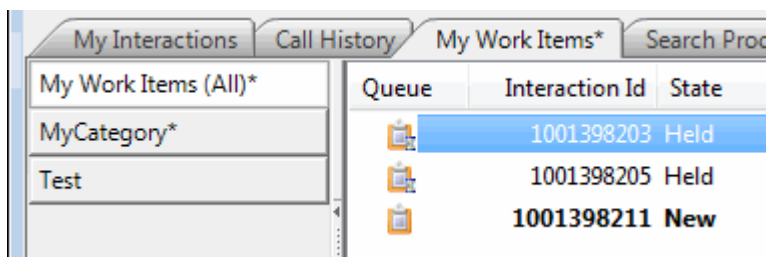 My Interactions Call History My Work Items* Search Proc
My Work Items (All)* Queue Interaction Id State
MyCategory* 1001398203 Held
Test 1001398205 Held
1001398211 New